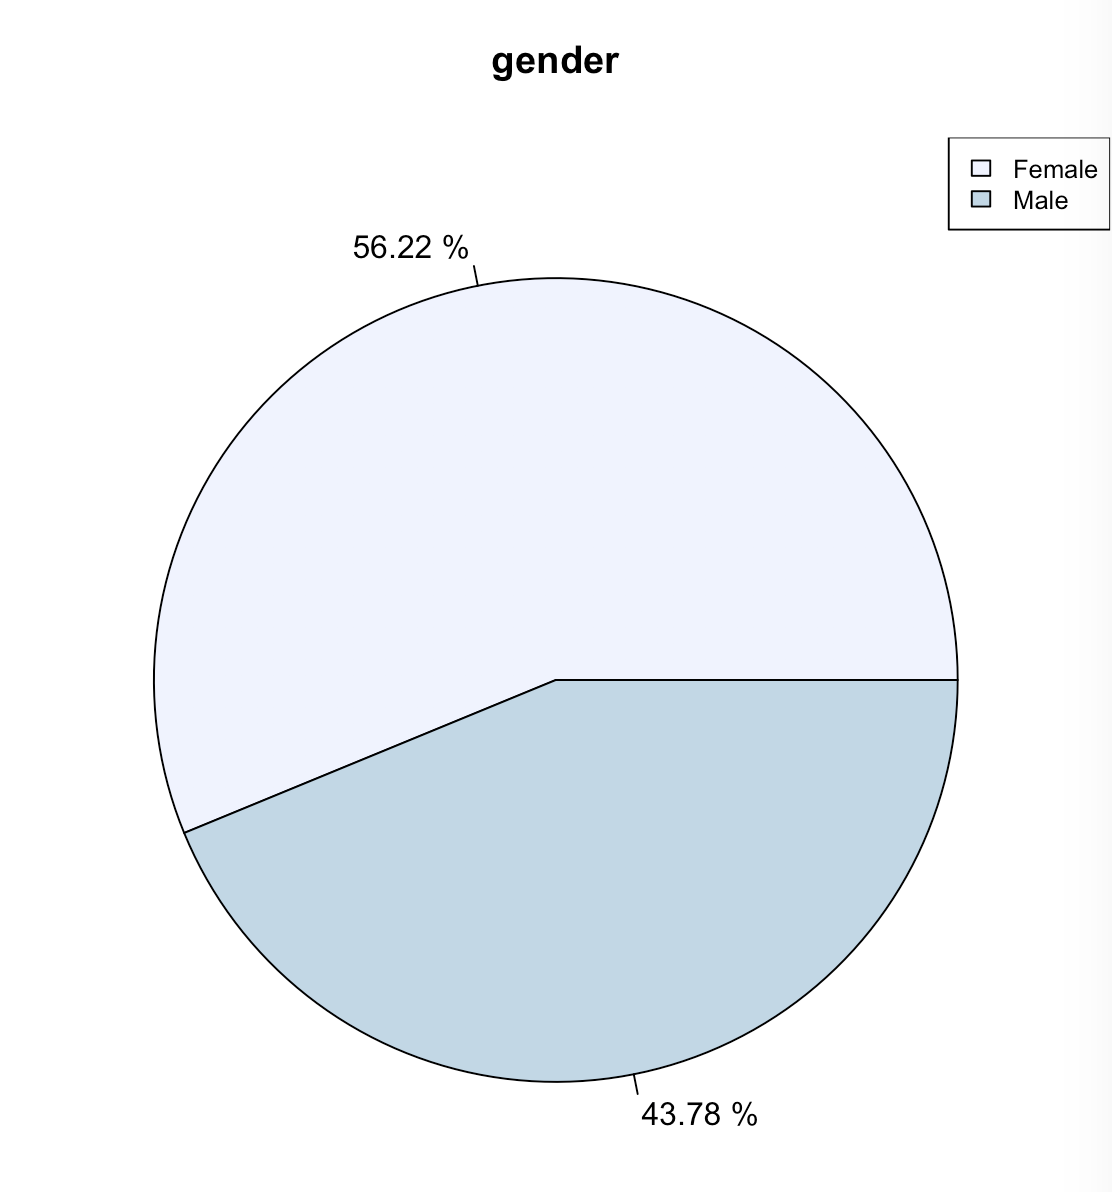 gender
Female
Male
56.22 %
43.78 %